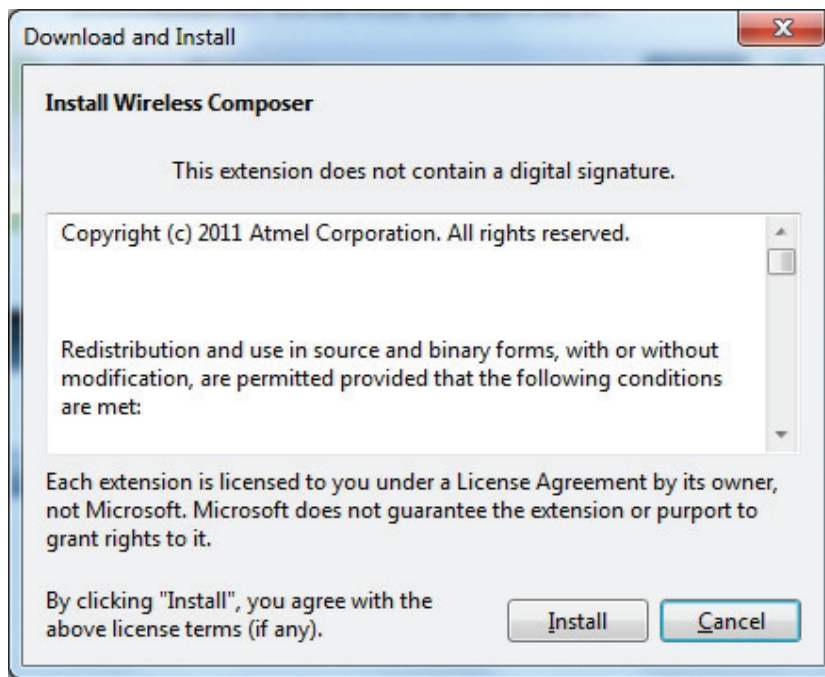 Download and Install
Install Wireless Composer
This extension does not contain a digital signature.
Copyright (c) 2011 Atmel Corporation. All rights reserved.
Redistribution and use in source and binary forms, with or without
modification, are permitted provided that the following conditions
are met:
Each extension is licensed to you under a License Agreement by its owner,
not Microsoft. Microsoft does not guarantee the extension or purport to
grant rights to it.
By clicking "Install", you agree with the
above license terms (if any).
Install
Cancel